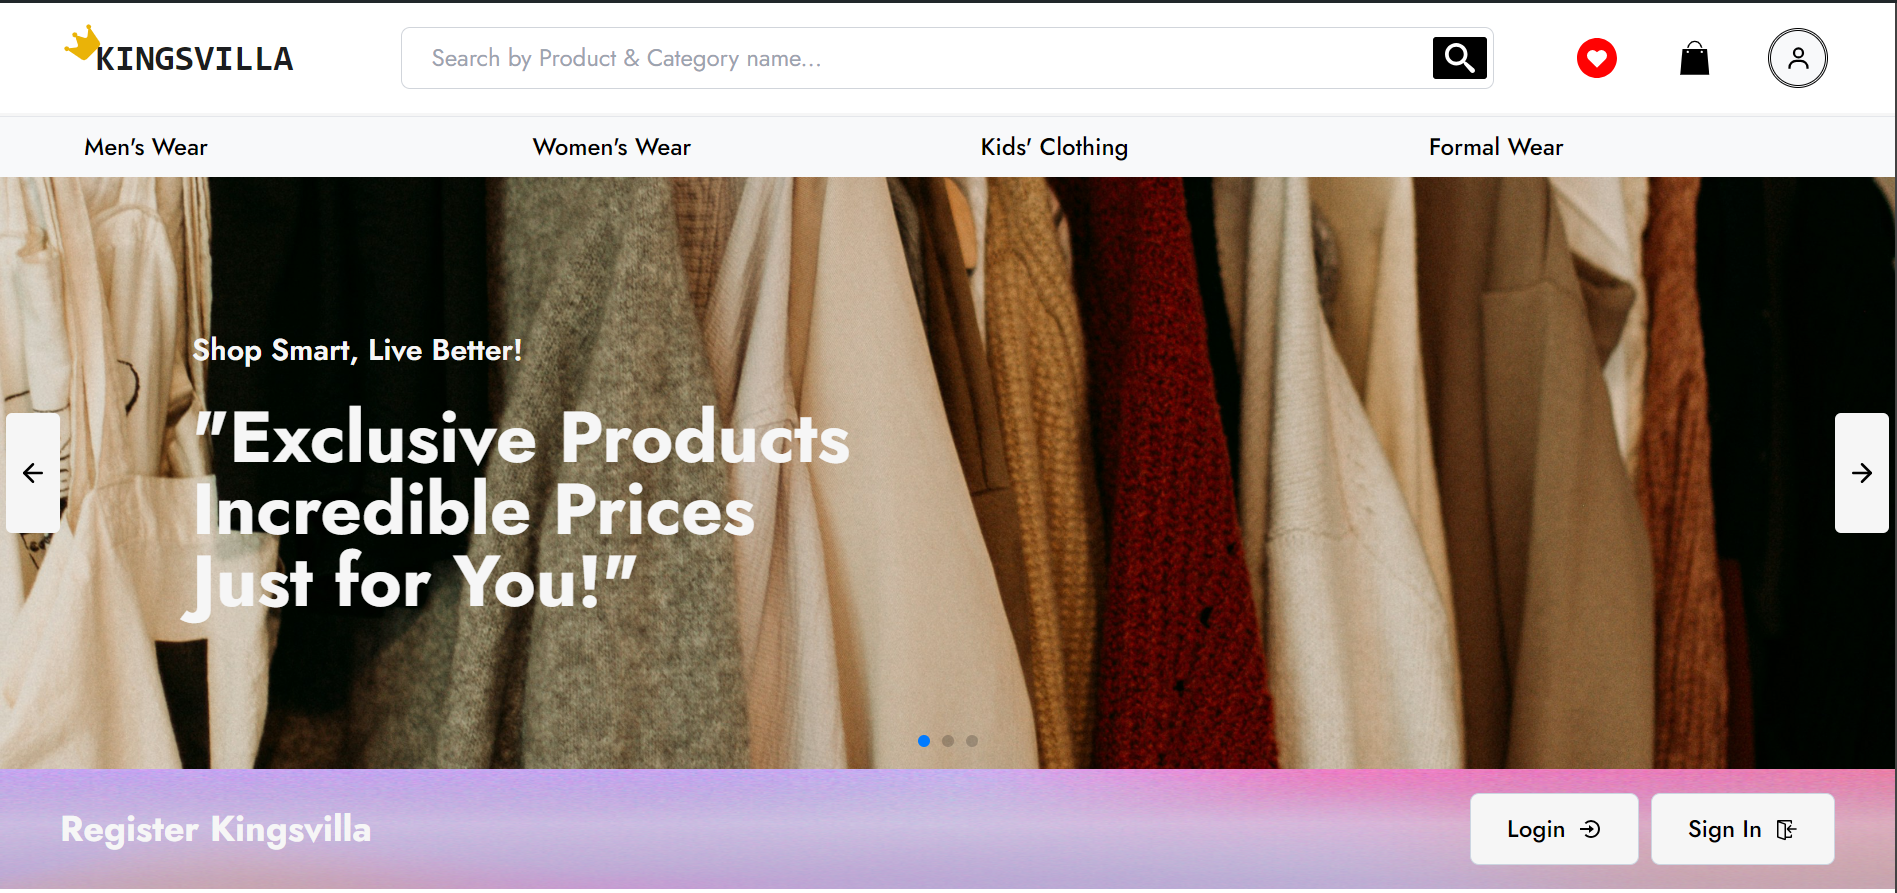 KINGSVILLA
Search by Product & Category name...
Men's Wear
Women's Wear
Kids' Clothing
Formal Wear
Shop Smart, Live Better!
"Exclusive Products
Incredible Prices
Just for You!"
Register Kingsvilla
Login
Sign In